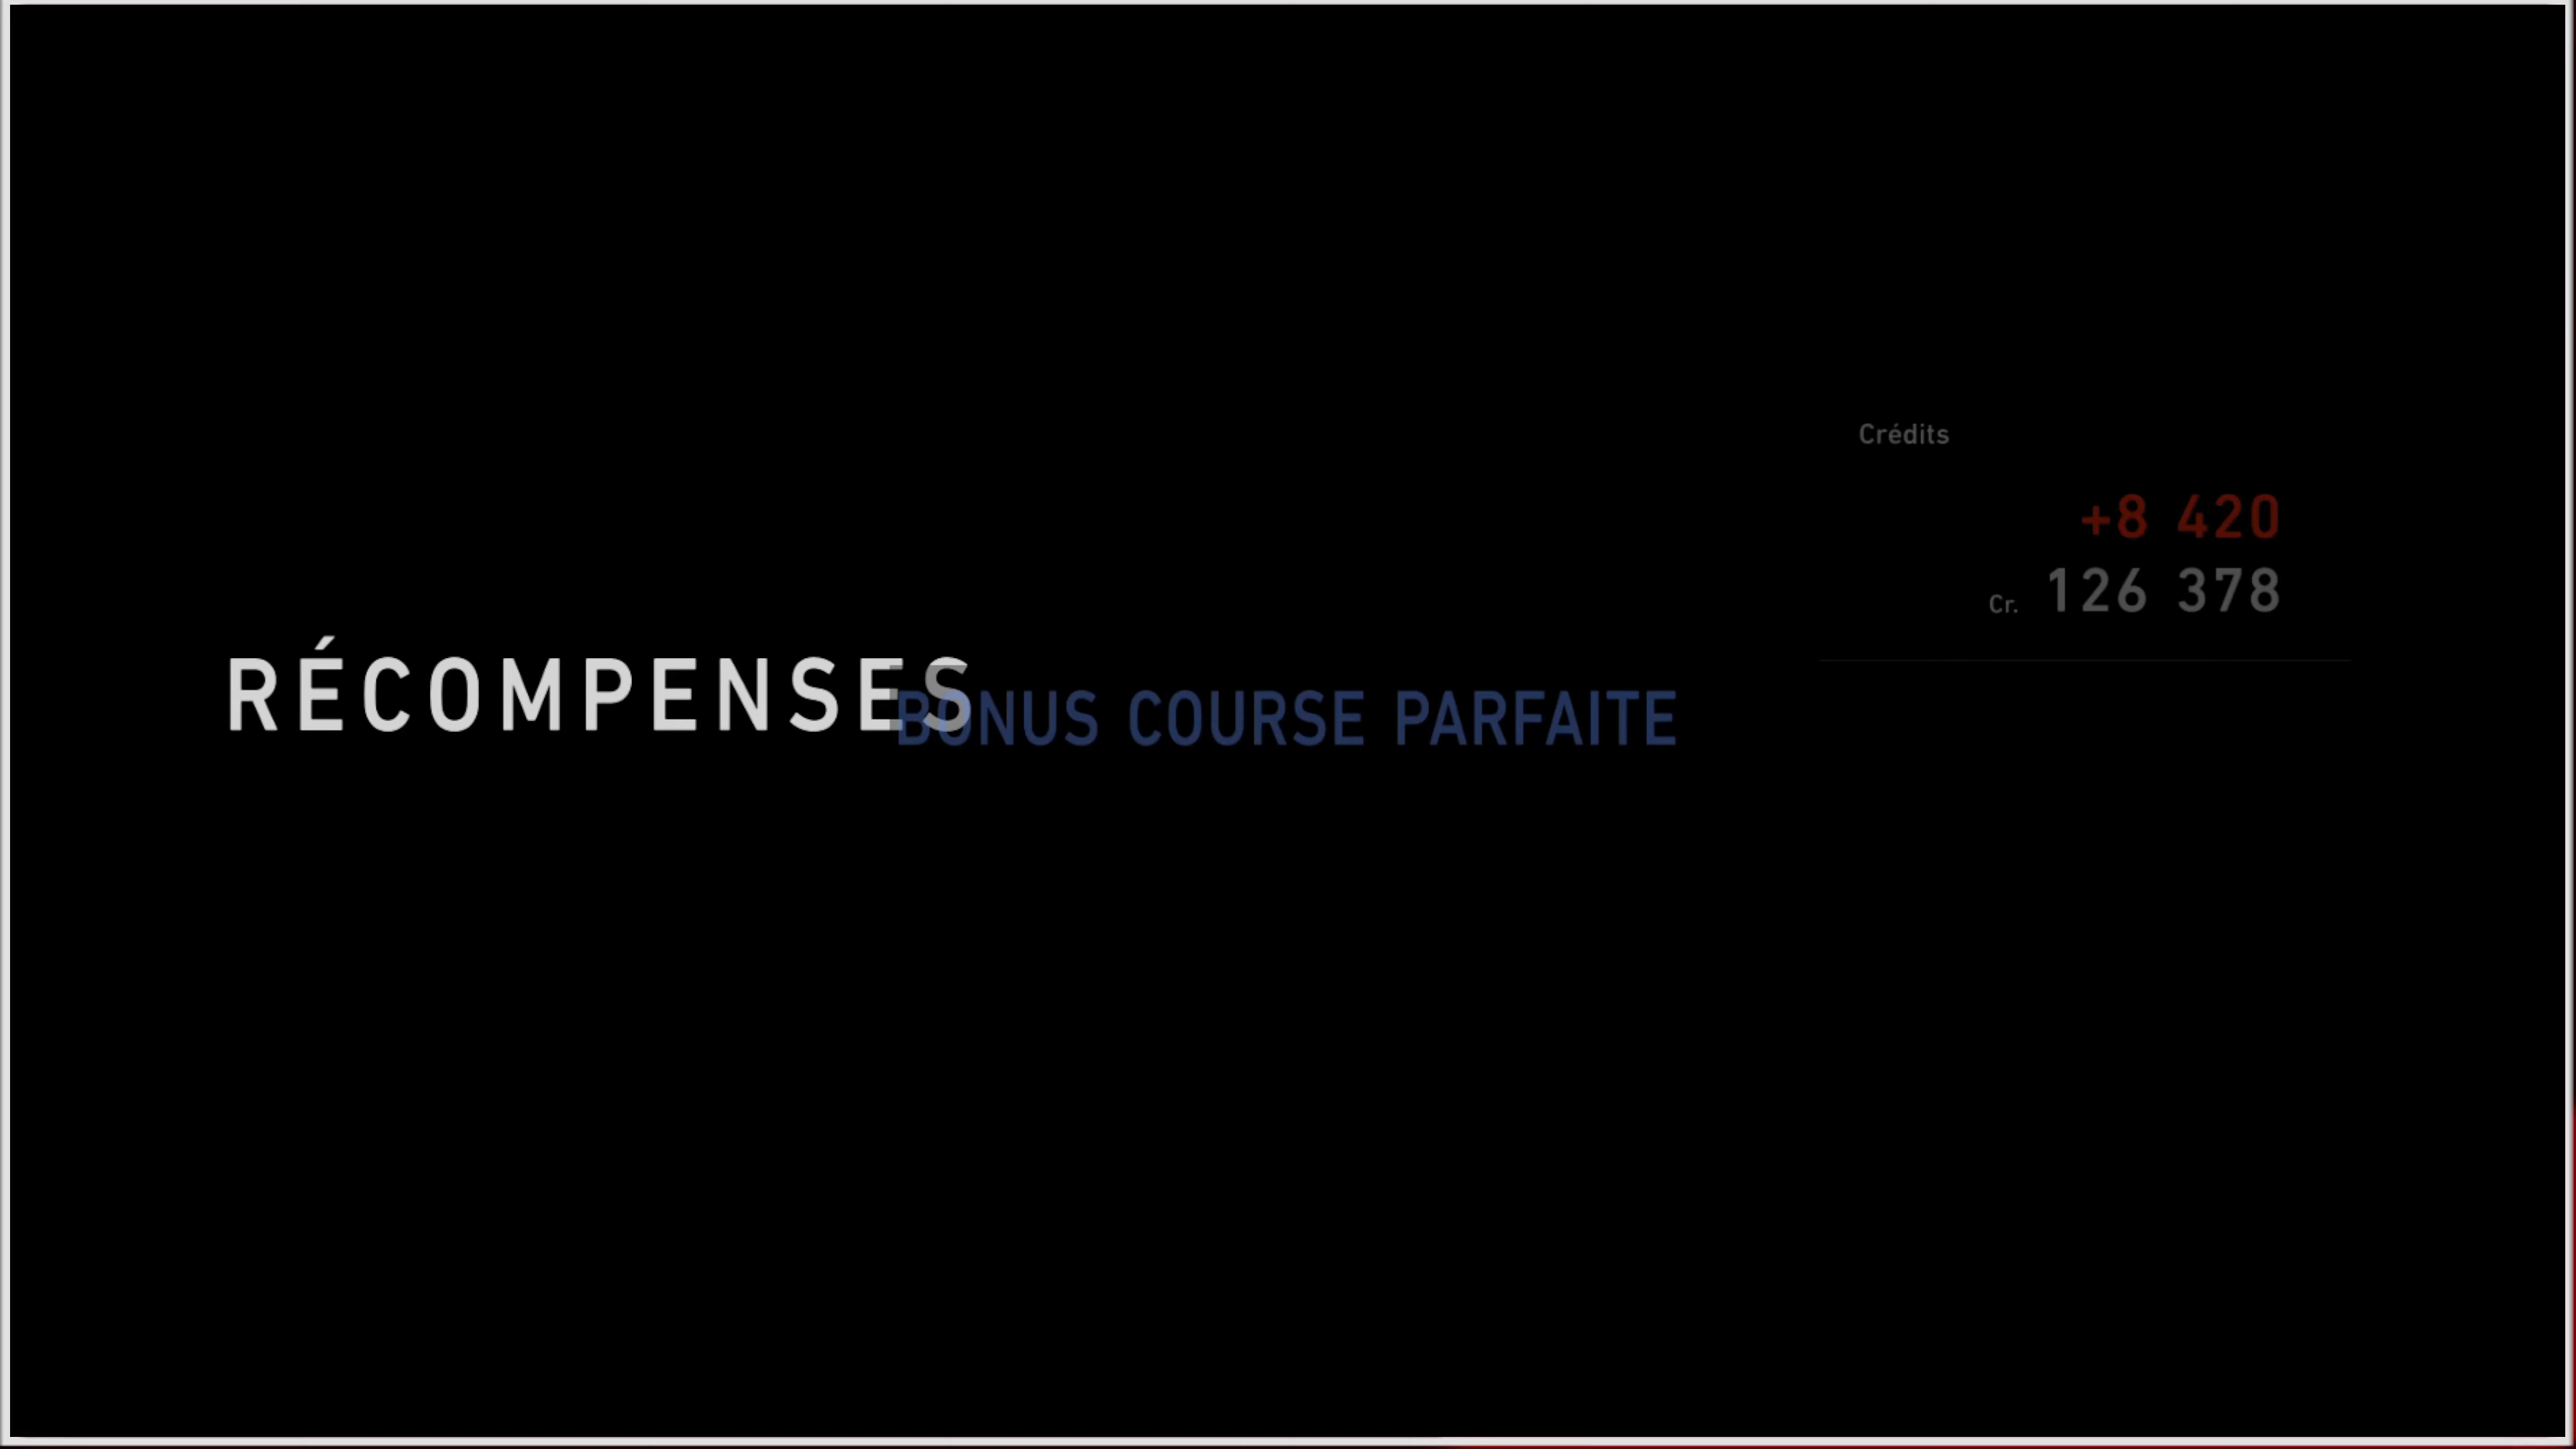 Crédits
+8 420
Cr. 126 378
RÉCOMPENSES
BONUS COURSE PARFAITE